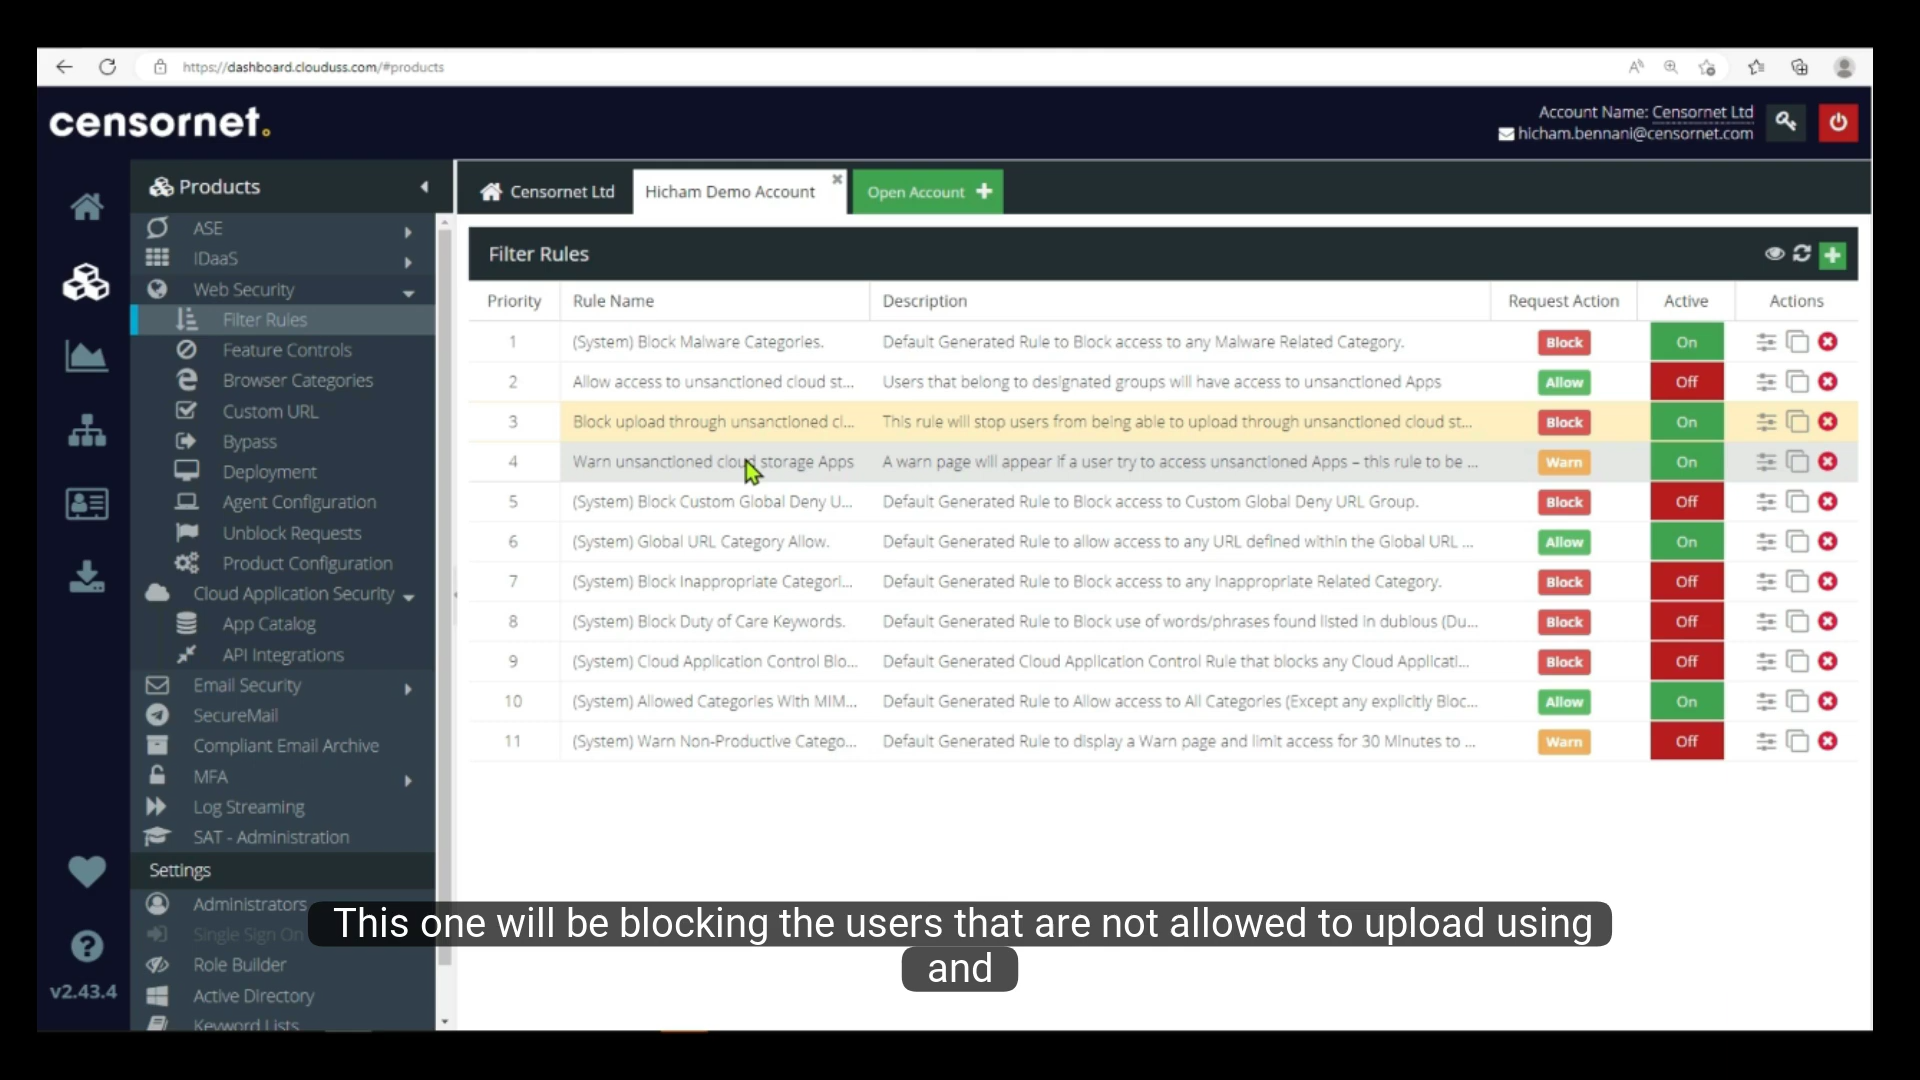 https://dashboard.clouduss.com/#products
censornet.
Account Name: Censornet Ltd
hicham.bennani@censornet.com
Products
Censornet Ltd
Hicham Demo Account
Open Account
ASE
IDaaS
Web Security
Filter Rules
Feature Controls
Browser Categories
Custom URL
Bypass
Deployment
Agent Configuration
Unblock Requests
Product Configuration
Cloud Application Security
App Catalog
API Integrations
Email Security
SecureMail
Compliant Email Archive
MFA
Log Streaming
SAT - Administration
Settings
Administrators
Single Sign On
Role Builder
Active Directory
Keyword Lists
v2.43.4
Filter Rules
Priority Rule Name Description Request Action Active Actions
1 (System) Block Malware Categories. Default Generated Rule to Block access to any Malware Related Category. Block On
2 Allow access to unsanctioned cloud st... Users that belong to designated groups will have access to unsanctioned Apps Allow Off
3 Block upload through unsanctioned cl... This rule will stop users from being able to upload through unsanctioned cloud st... Block On
4 Warn unsanctioned cloud storage Apps A warn page will appear if a user try to access unsanctioned Apps – this rule to be ... Warn On
5 (System) Block Custom Global Deny U... Default Generated Rule to Block access to Custom Global Deny URL Group. Block Off
6 (System) Global URL Category Allow. Default Generated Rule to allow access to any URL defined within the Global URL ... Allow On
7 (System) Block Inappropriate Categori... Default Generated Rule to Block access to any Inappropriate Related Category. Block Off
8 (System) Block Duty of Care Keywords. Default Generated Rule to Block use of words/phrases found listed in dubious (Du... Block Off
9 (System) Cloud Application Control Blo... Default Generated Cloud Application Control Rule that blocks any Cloud Applicati... Block Off
10 (System) Allowed Categories With MIM... Default Generated Rule to Allow access to All Categories (Except any explicitly Bloc... Allow On
11 (System) Warn Non-Productive Catego... Default Generated Rule to display a Warn page and limit access for 30 Minutes to ... Warn Off
This one will be blocking the users that are not allowed to upload using
and